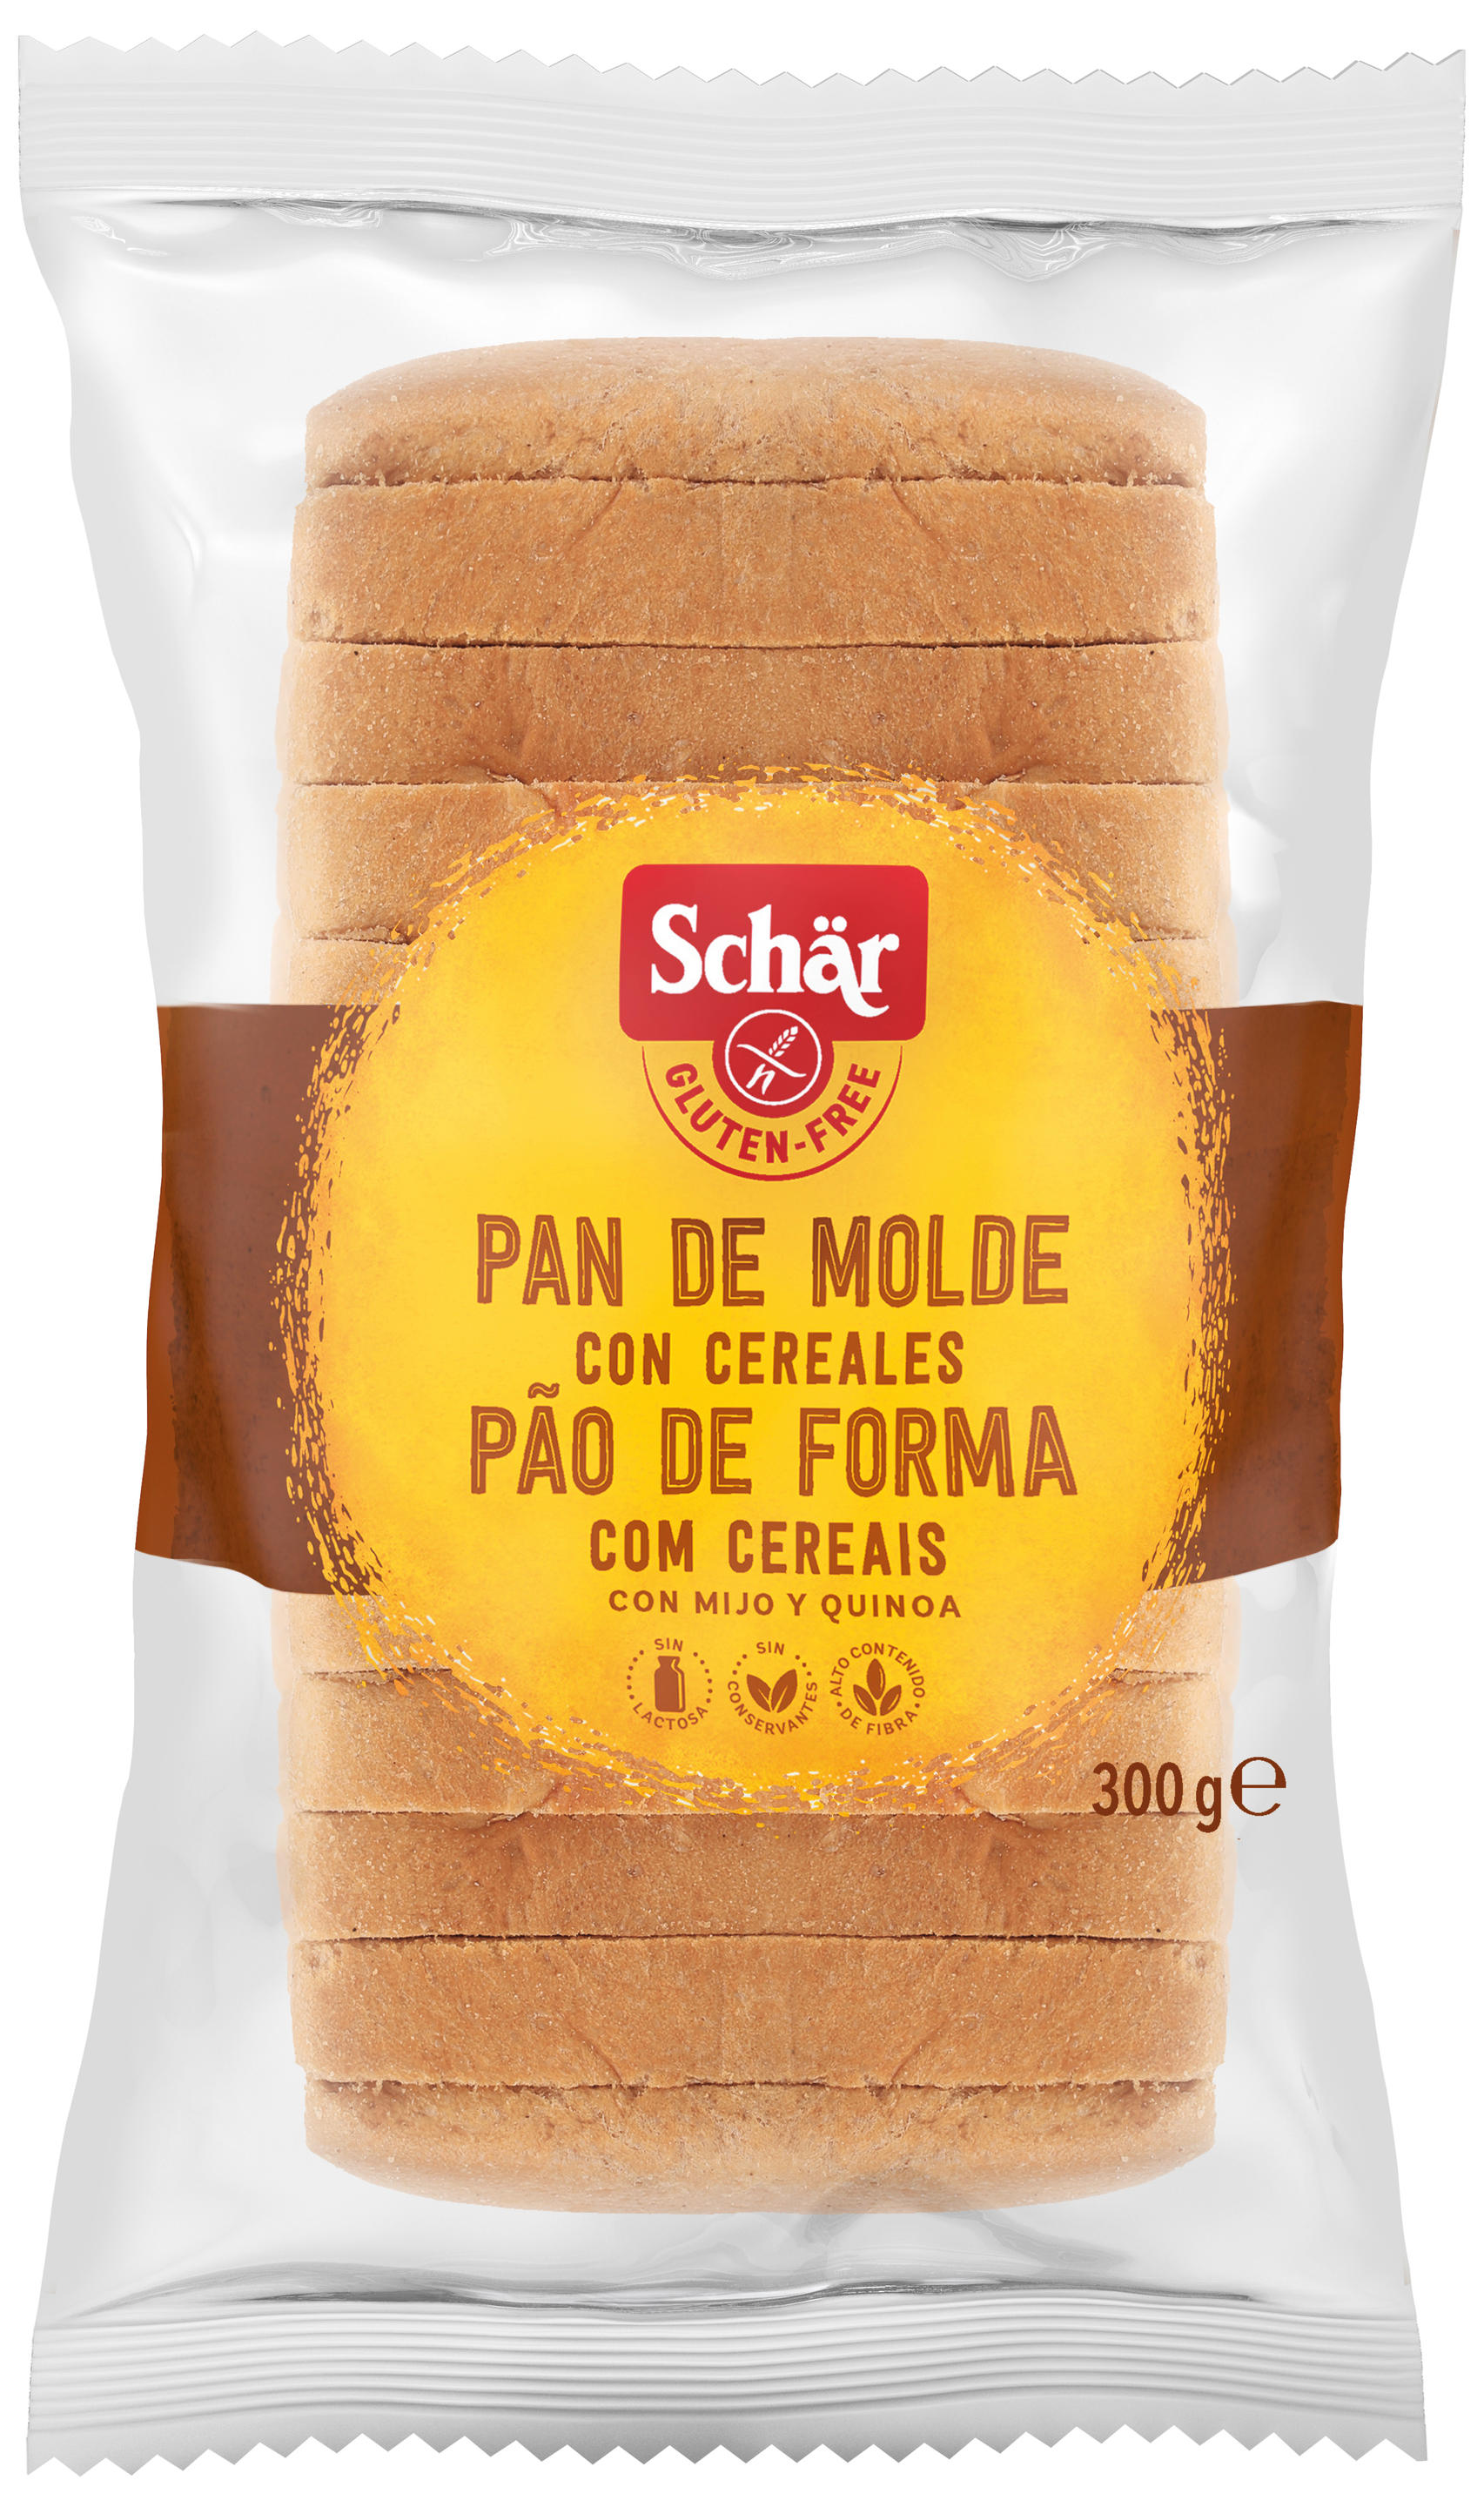 Schär
GLUTEN-FREE
PAN DE MOLDE
CON CEREALES
PÃO DE FORMA
COM CEREAIS
CON MIJO Y QUINOA
SIN LACTOSA
SIN CONSERVANTES
ALTO CONTENIDO DE FIBRA
300 g ℮